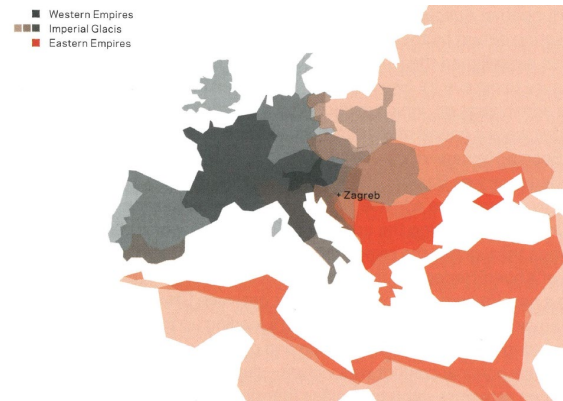 Western Empires
Imperial Glacis
Eastern Empires
Zagreb